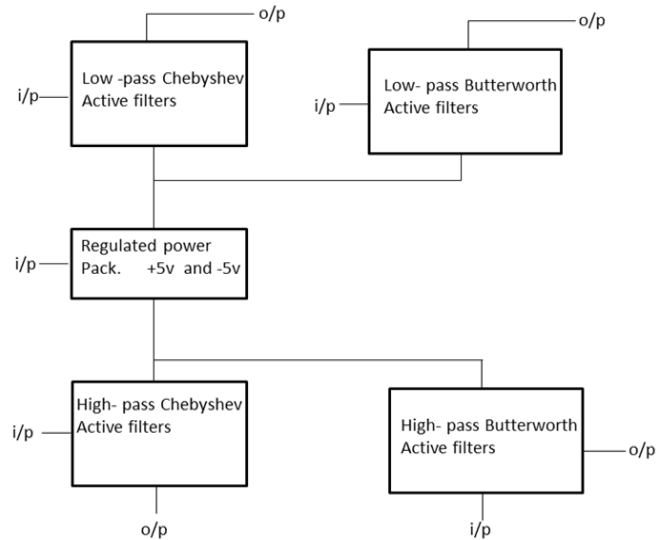 o/p
o/p
Low -pass Chebyshev
Active filters
i/p
Low- pass Butterworth
Active filters
i/p
Regulated power
Pack. +5v and -5v
i/p
High- pass Chebyshev
Active filters
i/p
High- pass Butterworth
Active filters
o/p
o/p
i/p